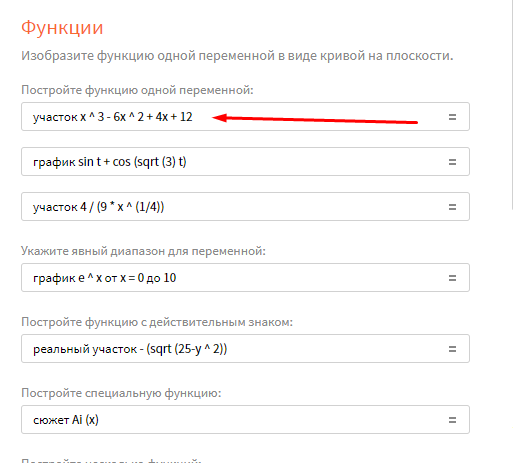 Функции
Изобразите функцию одной переменной в виде кривой на плоскости.
Постройте функцию одной переменной:
участок x ^ 3 - 6x ^ 2 + 4x + 12 =
график sin t + cos (sqrt (3) t) =
участок 4 / (9 * x ^ (1/4)) =
Укажите явный диапазон для переменной:
график e ^ x от x = 0 до 10 =
Постройте функцию с действительным знаком:
реальный участок - (sqrt (25-y ^ 2)) =
Постройте специальную функцию:
сюжет Ai (x) =